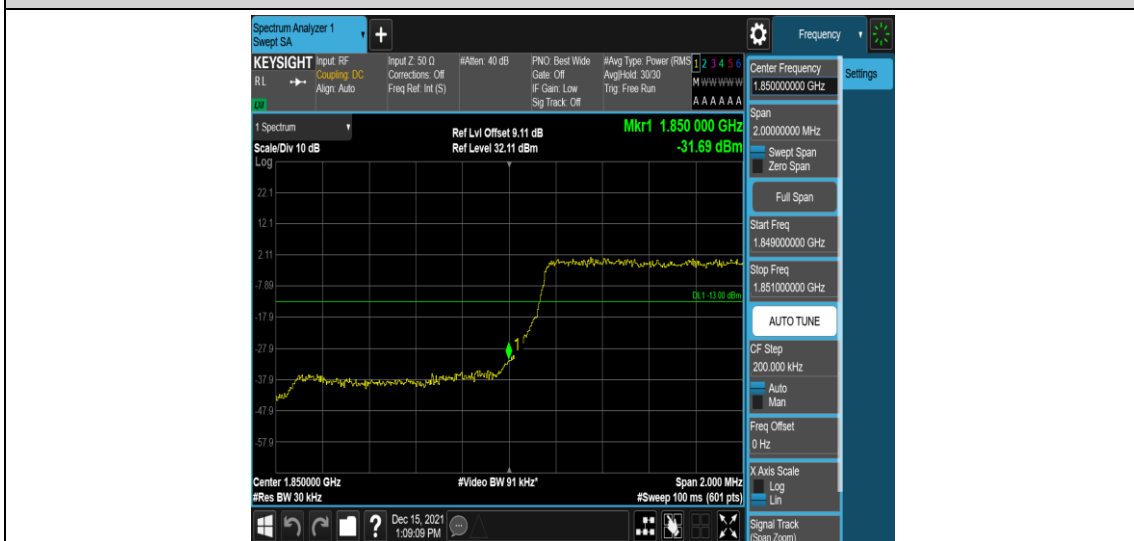 Spectrum Analyzer 1
Swept SA
Frequency
KEYSIGHT
RL
LXI
Input: RF
Coupling: DC
Align: Auto
Input Z: 50 Ω
Corrections: Off
Freq Ref: Int (S)
#Atten: 40 dB
PNO: Best Wide
Gate: Off
IF Gain: Low
Sig Track: Off
#Avg Type: Power (RMS
Avg|Hold: 30/30
Trig: Free Run
1 2 3 4 5 6
M W W W W W
A A A A A A
1 Spectrum
Scale/Div 10 dB
Log
Ref Lvl Offset 9.11 dB
Ref Level 32.11 dBm
Mkr1 1.850 000 GHz
-31.69 dBm
22.1
12.1
2.11
-7.89
-17.9
-27.9
-37.9
-47.9
-57.9
DL1 -13.00 dBm
1
Center 1.850000 GHz
#Res BW 30 kHz
#Video BW 91 kHz*
Span 2.000 MHz
#Sweep 100 ms (601 pts)
?
Dec 15, 2021
1:09:09 PM
Center Frequency
1.850000000 GHz
Settings
Span
2.00000000 MHz
Swept Span
Zero Span
Full Span
Start Freq
1.849000000 GHz
Stop Freq
1.851000000 GHz
AUTO TUNE
CF Step
200.000 kHz
Auto
Man
Freq Offset
0 Hz
X Axis Scale
Log
Lin
Signal Track
(Span Zoom)